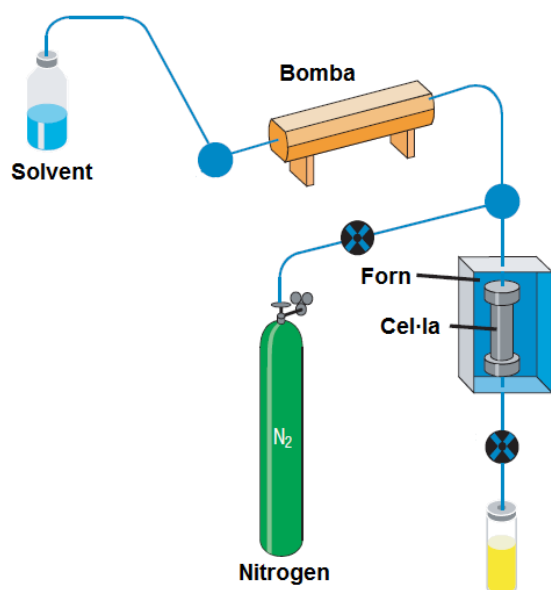 Bomba
Solvent
Forn
Cel·la
N₂
Nitrogen